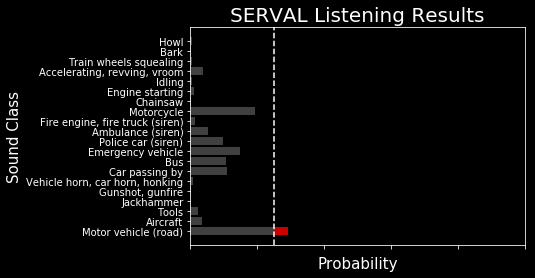 SERVAL Listening Results
Sound Class
Howl
Bark
Train wheels squealing
Accelerating, revving, vroom
Idling
Engine starting
Chainsaw
Motorcycle
Fire engine, fire truck (siren)
Ambulance (siren)
Police car (siren)
Emergency vehicle
Bus
Car passing by
Vehicle horn, car horn, honking
Gunshot, gunfire
Jackhammer
Tools
Aircraft
Motor vehicle (road)
Probability